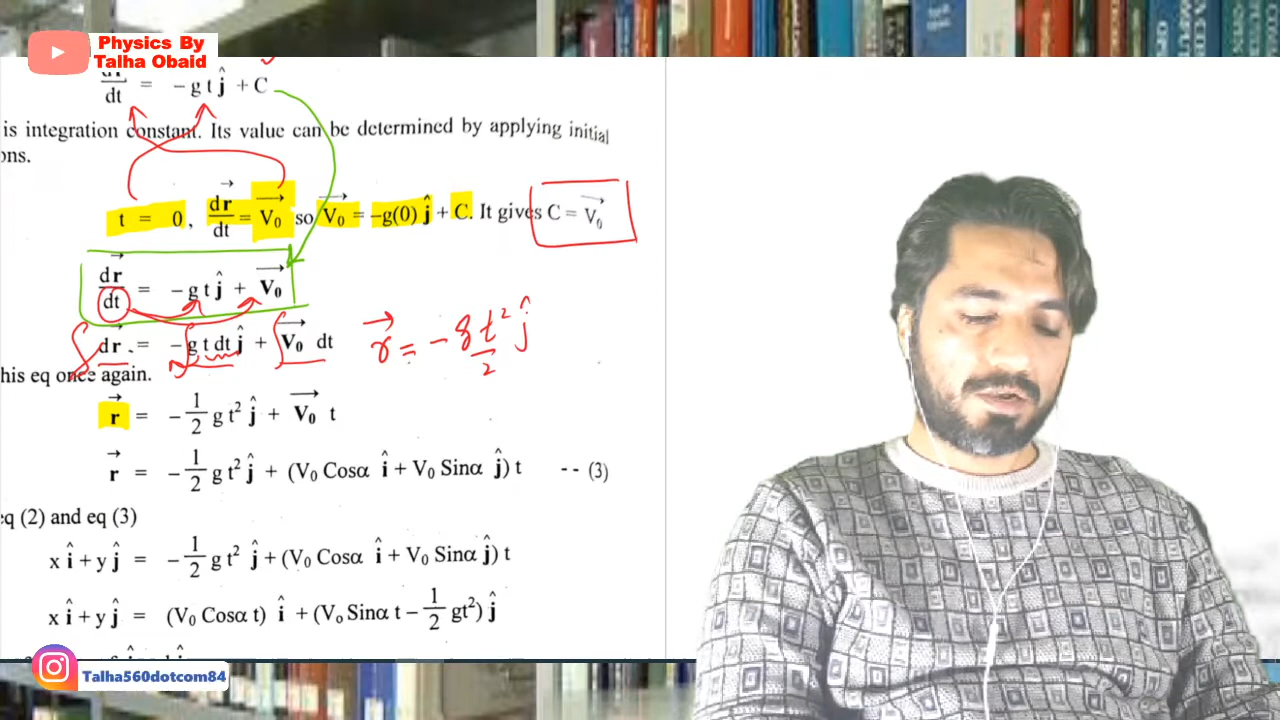 Physics By
Talha Obaid
dr/dt = − g t ĵ + C
is integration constant. Its value can be determined by applying initial
ons.
t = 0, dr⃗/dt = V₀⃗ so V₀⃗ = −g(0) ĵ + C. It gives C = V₀⃗
dr⃗/dt = − g t ĵ + V₀⃗
∫ dr⃗ = ∫ −g t dt ĵ + ∫ V₀⃗ dt
r⃗ = − g t²/2 ĵ
his eq once again.
r⃗ = − 1/2 g t² ĵ + V₀⃗ t
r⃗ = − 1/2 g t² ĵ + (V₀ Cosα î + V₀ Sinα ĵ) t -- (3)
eq (2) and eq (3)
x î + y ĵ = − 1/2 g t² ĵ + (V₀ Cosα î + V₀ Sinα ĵ) t
x î + y ĵ = (V₀ Cosα t) î + (Vₒ Sinα t − 1/2 gt²) ĵ
Talha560dotcom84